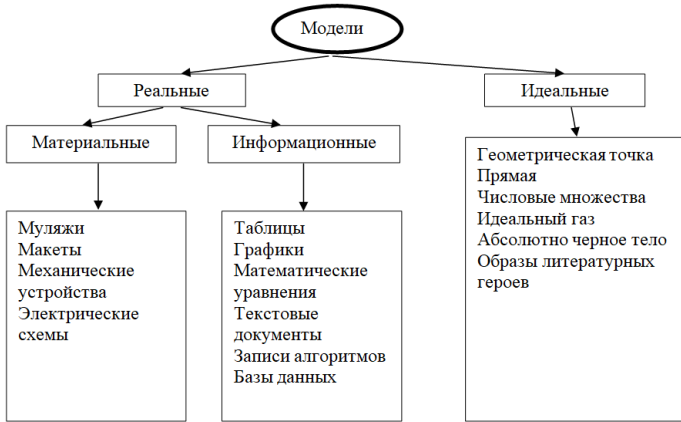 Модели
Реальные
Идеальные
Материальные
Информационные
Муляжи
Макеты
Механические
устройства
Электрические
схемы
Таблицы
Графики
Математические
уравнения
Текстовые
документы
Записи алгоритмов
Базы данных
Геометрическая точка
Прямая
Числовые множества
Идеальный газ
Абсолютно черное тело
Образы литературных
героев